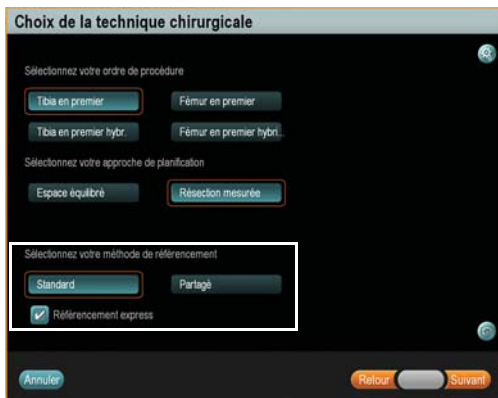 Choix de la technique chirurgicale
Sélectionnez votre ordre de procédure
Tibia en premier
Fémur en premier
Tibia en premier hybr.
Fémur en premier hybri...
Sélectionnez votre approche de planification
Espace équilibré
Résection mesurée
Sélectionnez votre méthode de référencement
Standard
Partagé
Référencement express
Annuler
Retour
Suivant